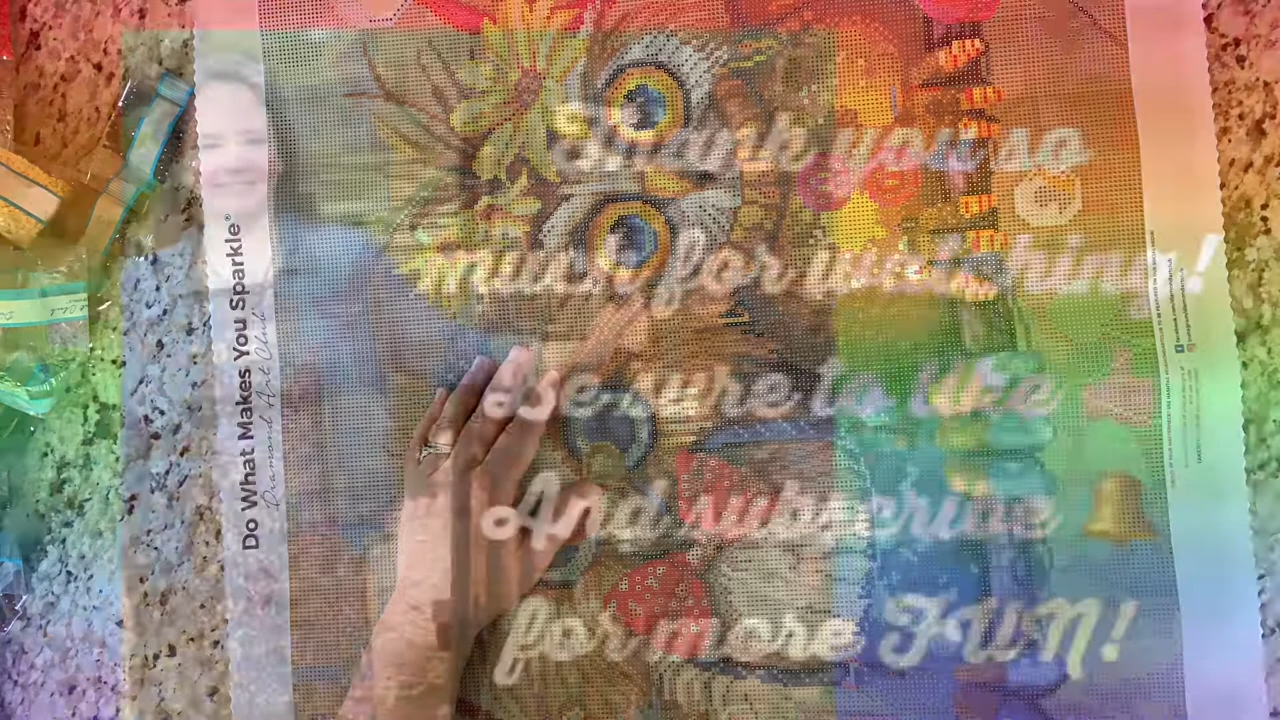 Thank you so
much for watching!
Be sure to like
And subscribe
for more FUN!
Do What Makes You Sparkle®
Diamond Art Club